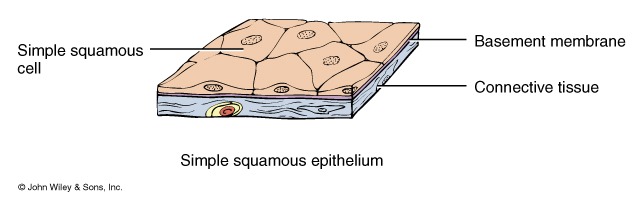 Simple squamous
cell
Basement membrane
Connective tissue
Simple squamous epithelium
© John Wiley & Sons, Inc.